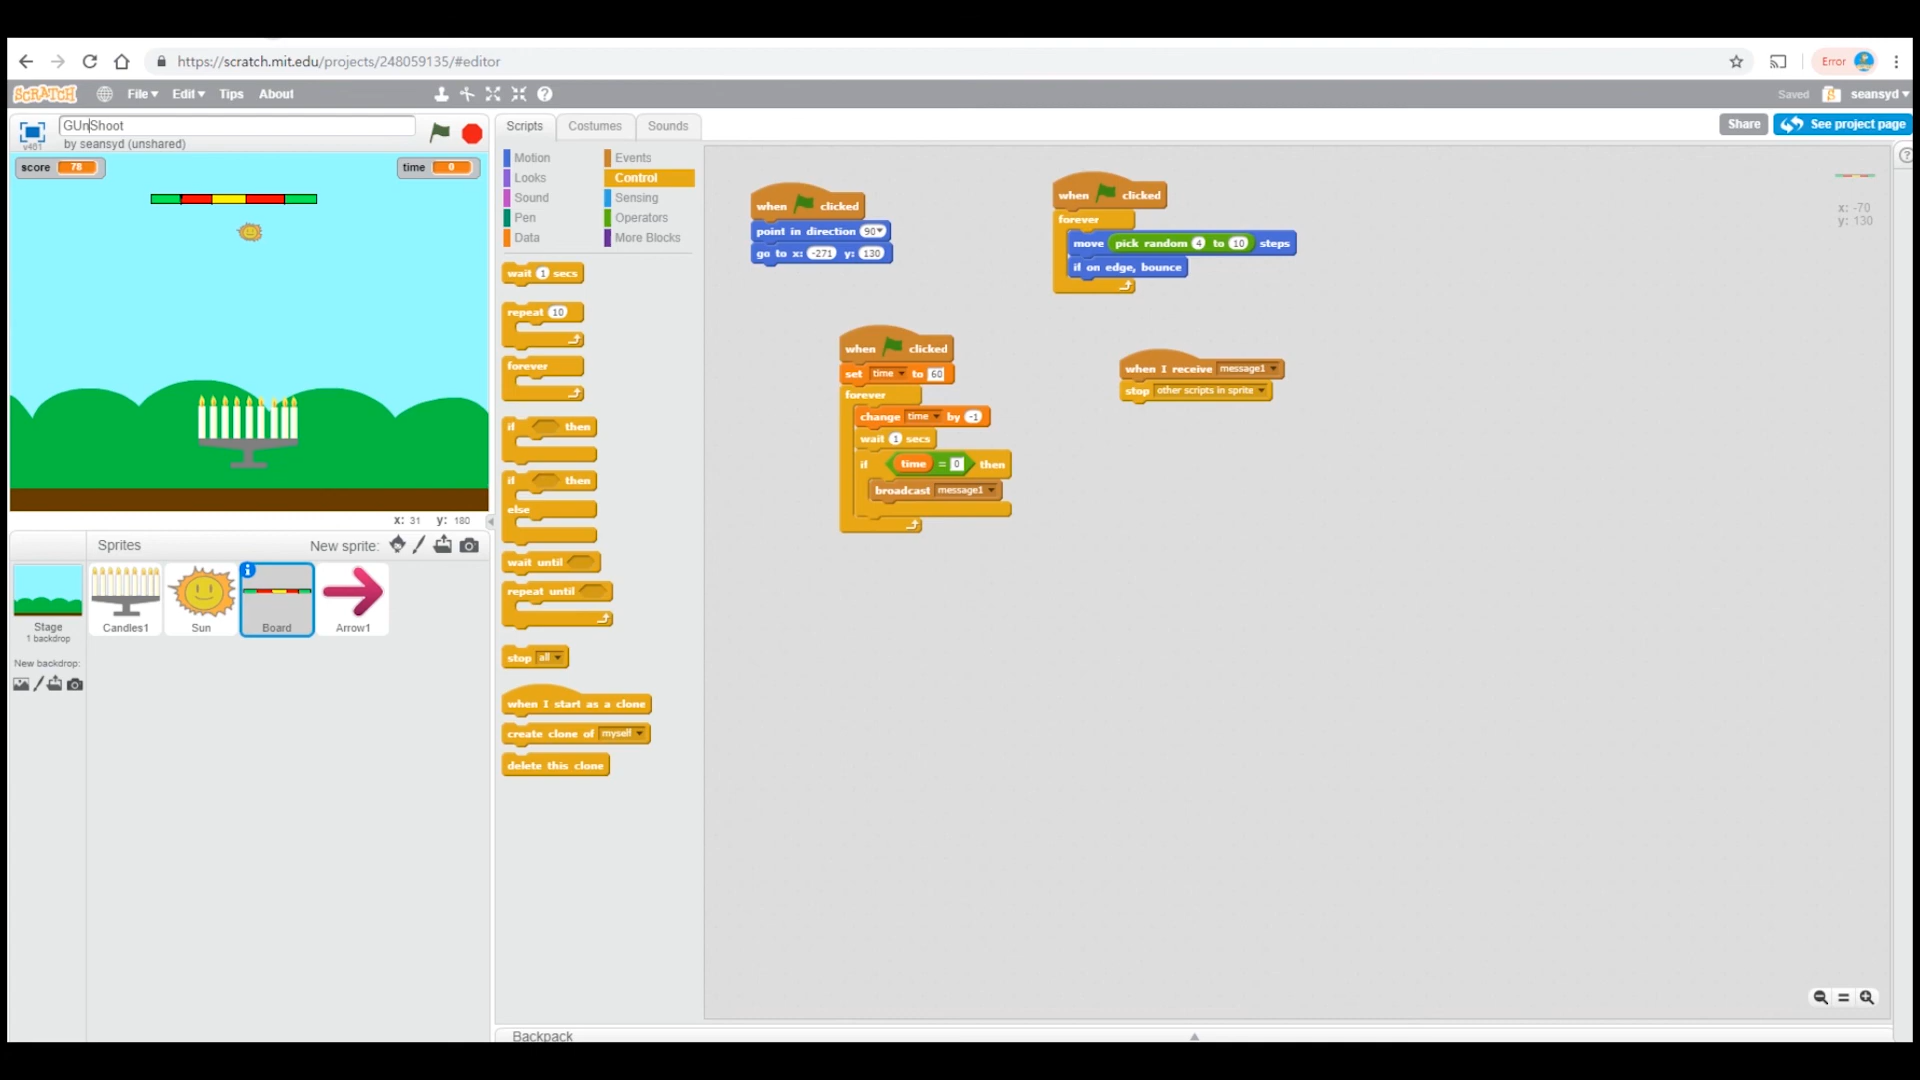 https://scratch.mit.edu/projects/248059135/#editor
Error
SCRATCH
File Edit Tips About
Saved
seansyd
GUnShoot
by seansyd (unshared)
v461
Scripts Costumes Sounds
Share
See project page
score 78
time 0
x: 31 y: 180
Motion Events
Looks Control
Sound Sensing
Pen Operators
Data More Blocks
wait 1 secs
repeat 10
forever
if then
if then
else
wait until
repeat until
stop all
when I start as a clone
create clone of myself
delete this clone
when clicked
point in direction 90
go to x: -271 y: 130
when clicked
forever
move pick random 4 to 10 steps
if on edge, bounce
when clicked
set time to 60
forever
change time by -1
wait 1 secs
if time = 0 then
broadcast message1
when I receive message1
stop other scripts in sprite
x: -70
y: 130
Sprites
New sprite:
Stage
1 backdrop
New backdrop:
Candles1
Sun
Board
Arrow1
Backpack